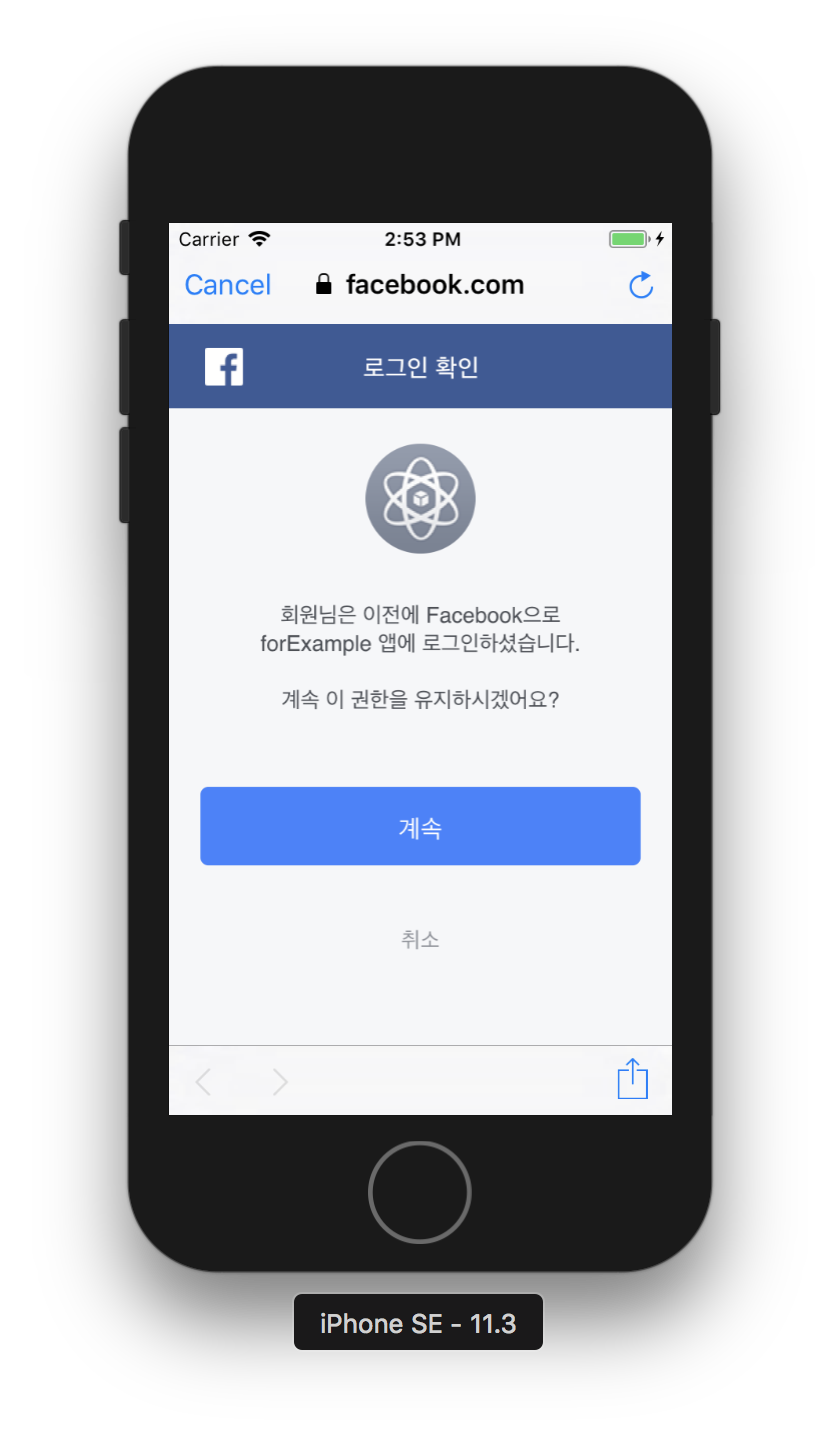 Carrier 2:53 PM
Cancel facebook.com
로그인 확인
회원님은 이전에 Facebook으로
forExample 앱에 로그인하셨습니다.
계속 이 권한을 유지하시겠어요?
계속
취소
iPhone SE - 11.3